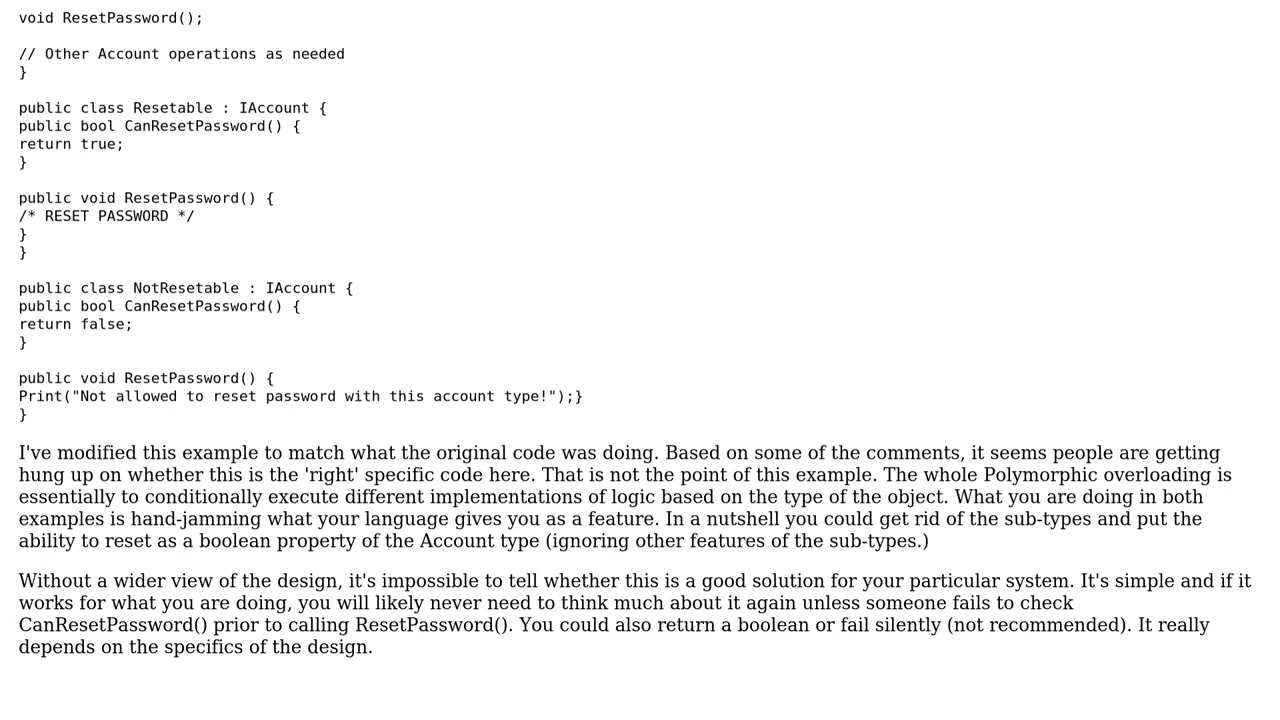 void ResetPassword();
// Other Account operations as needed
}
public class Resetable : IAccount {
public bool CanResetPassword() {
return true;
}
public void ResetPassword() {
/* RESET PASSWORD */
}
}
public class NotResetable : IAccount {
public bool CanResetPassword() {
return false;
}
public void ResetPassword() {
Print("Not allowed to reset password with this account type!");}
}
I've modified this example to match what the original code was doing. Based on some of the comments, it seems people are getting
hung up on whether this is the 'right' specific code here. That is not the point of this example. The whole Polymorphic overloading is
essentially to conditionally execute different implementations of logic based on the type of the object. What you are doing in both
examples is hand-jamming what your language gives you as a feature. In a nutshell you could get rid of the sub-types and put the
ability to reset as a boolean property of the Account type (ignoring other features of the sub-types.)
Without a wider view of the design, it's impossible to tell whether this is a good solution for your particular system. It's simple and if it
works for what you are doing, you will likely never need to think much about it again unless someone fails to check
CanResetPassword() prior to calling ResetPassword(). You could also return a boolean or fail silently (not recommended). It really
depends on the specifics of the design.